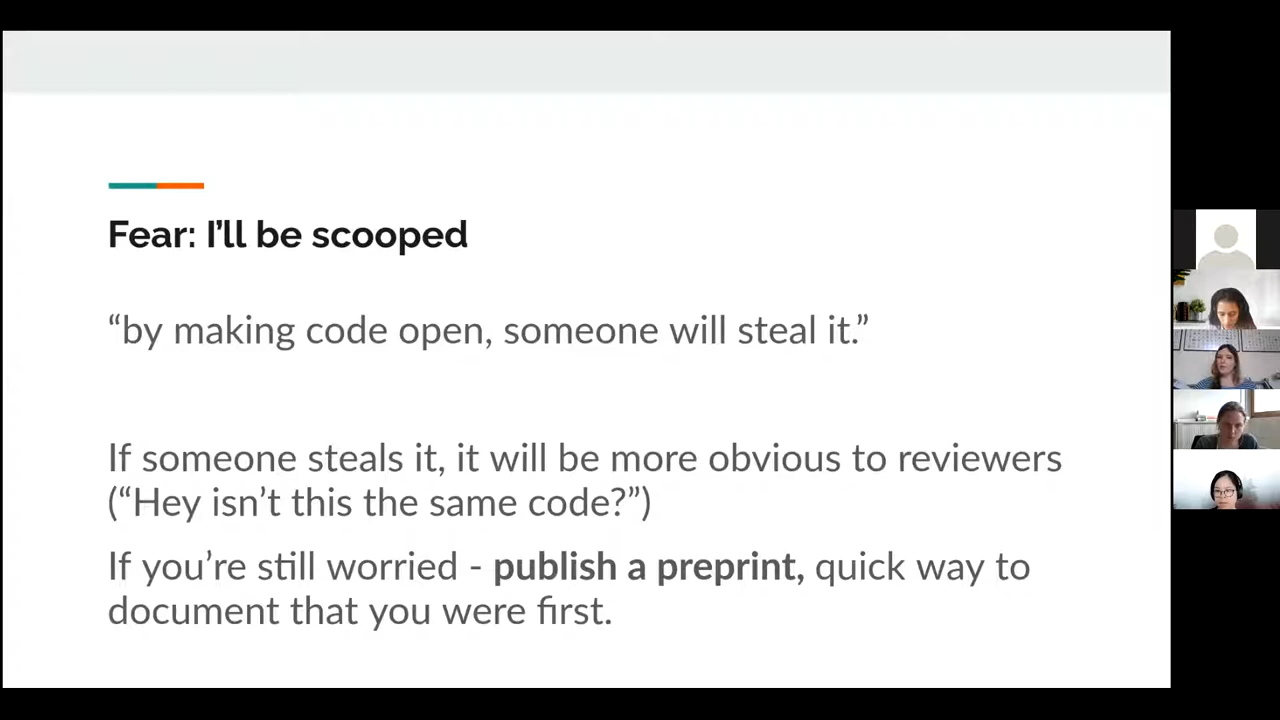 Fear: I’ll be scooped
“by making code open, someone will steal it.”
If someone steals it, it will be more obvious to reviewers
(“Hey isn’t this the same code?”)
If you’re still worried - publish a preprint, quick way to
document that you were first.